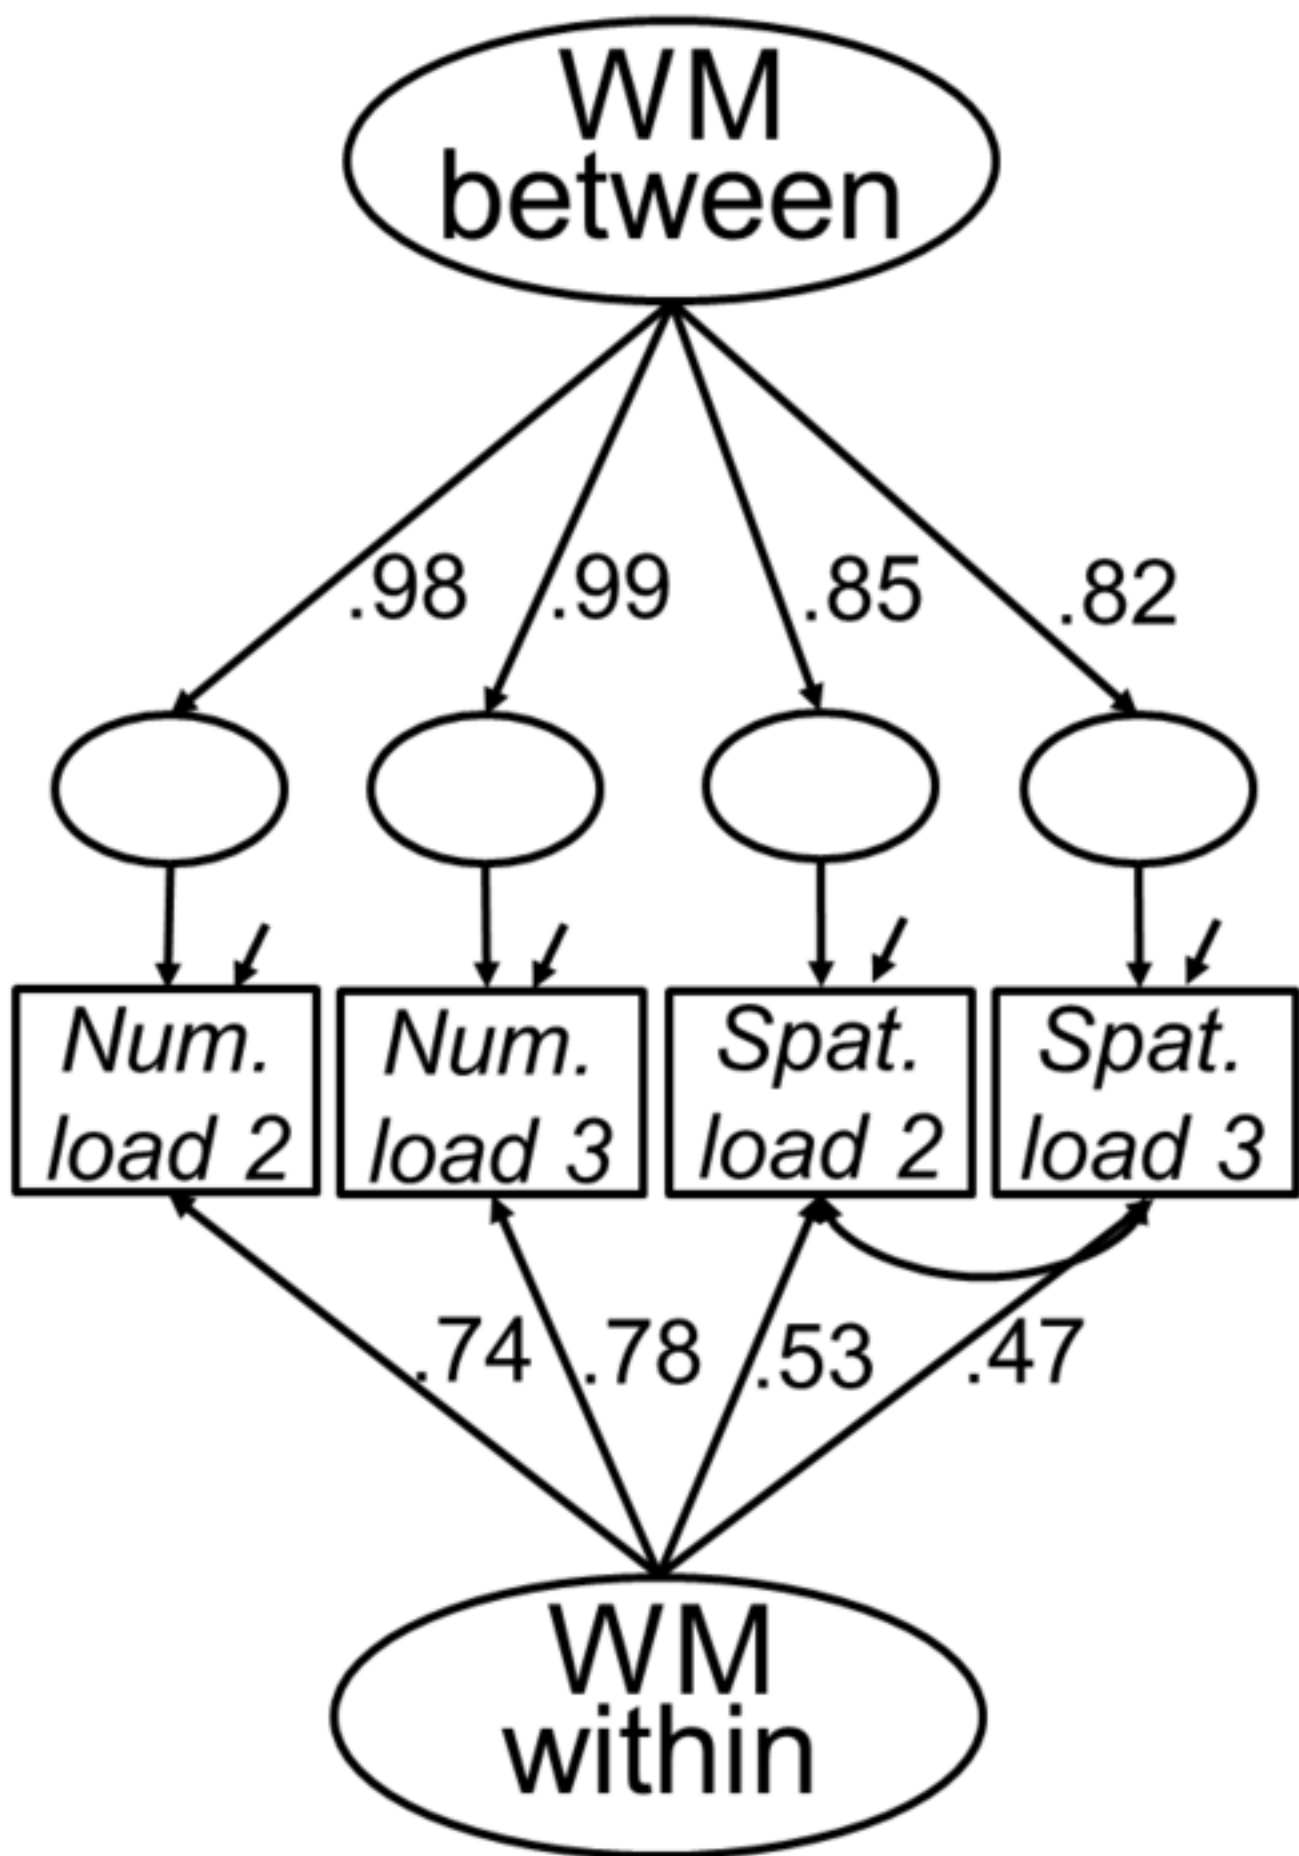 WM
between
.98
.99
.85
.82
Num.
load 2
Num.
load 3
Spat.
load 2
Spat.
load 3
.74
.78
.53
.47
WM
within